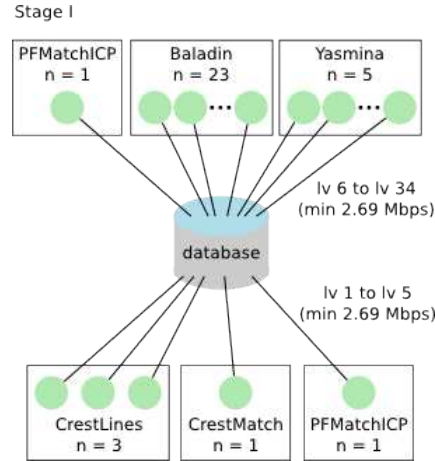 Stage I
PFMatchICP
n = 1
Baladin
n = 23
...
Yasmina
n = 5
...
lv 6 to lv 34
(min 2.69 Mbps)
database
lv 1 to lv 5
(min 2.69 Mbps)
CrestLines
n = 3
CrestMatch
n = 1
PFMatchICP
n = 1